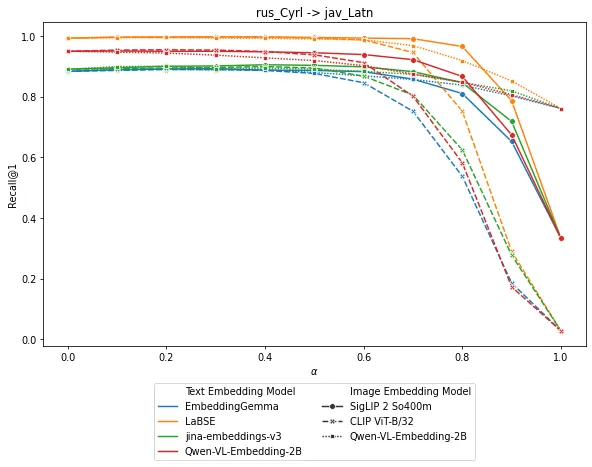 rus_Cyrl -> jav_Latn
Recall@1
1.0
0.8
0.6
0.4
0.2
0.0
0.0 0.2 0.4 0.6 0.8 1.0
α
Text Embedding Model Image Embedding Model
EmbeddingGemma SigLIP 2 So400m
LaBSE CLIP ViT-B/32
jina-embeddings-v3 Qwen-VL-Embedding-2B
Qwen-VL-Embedding-2B